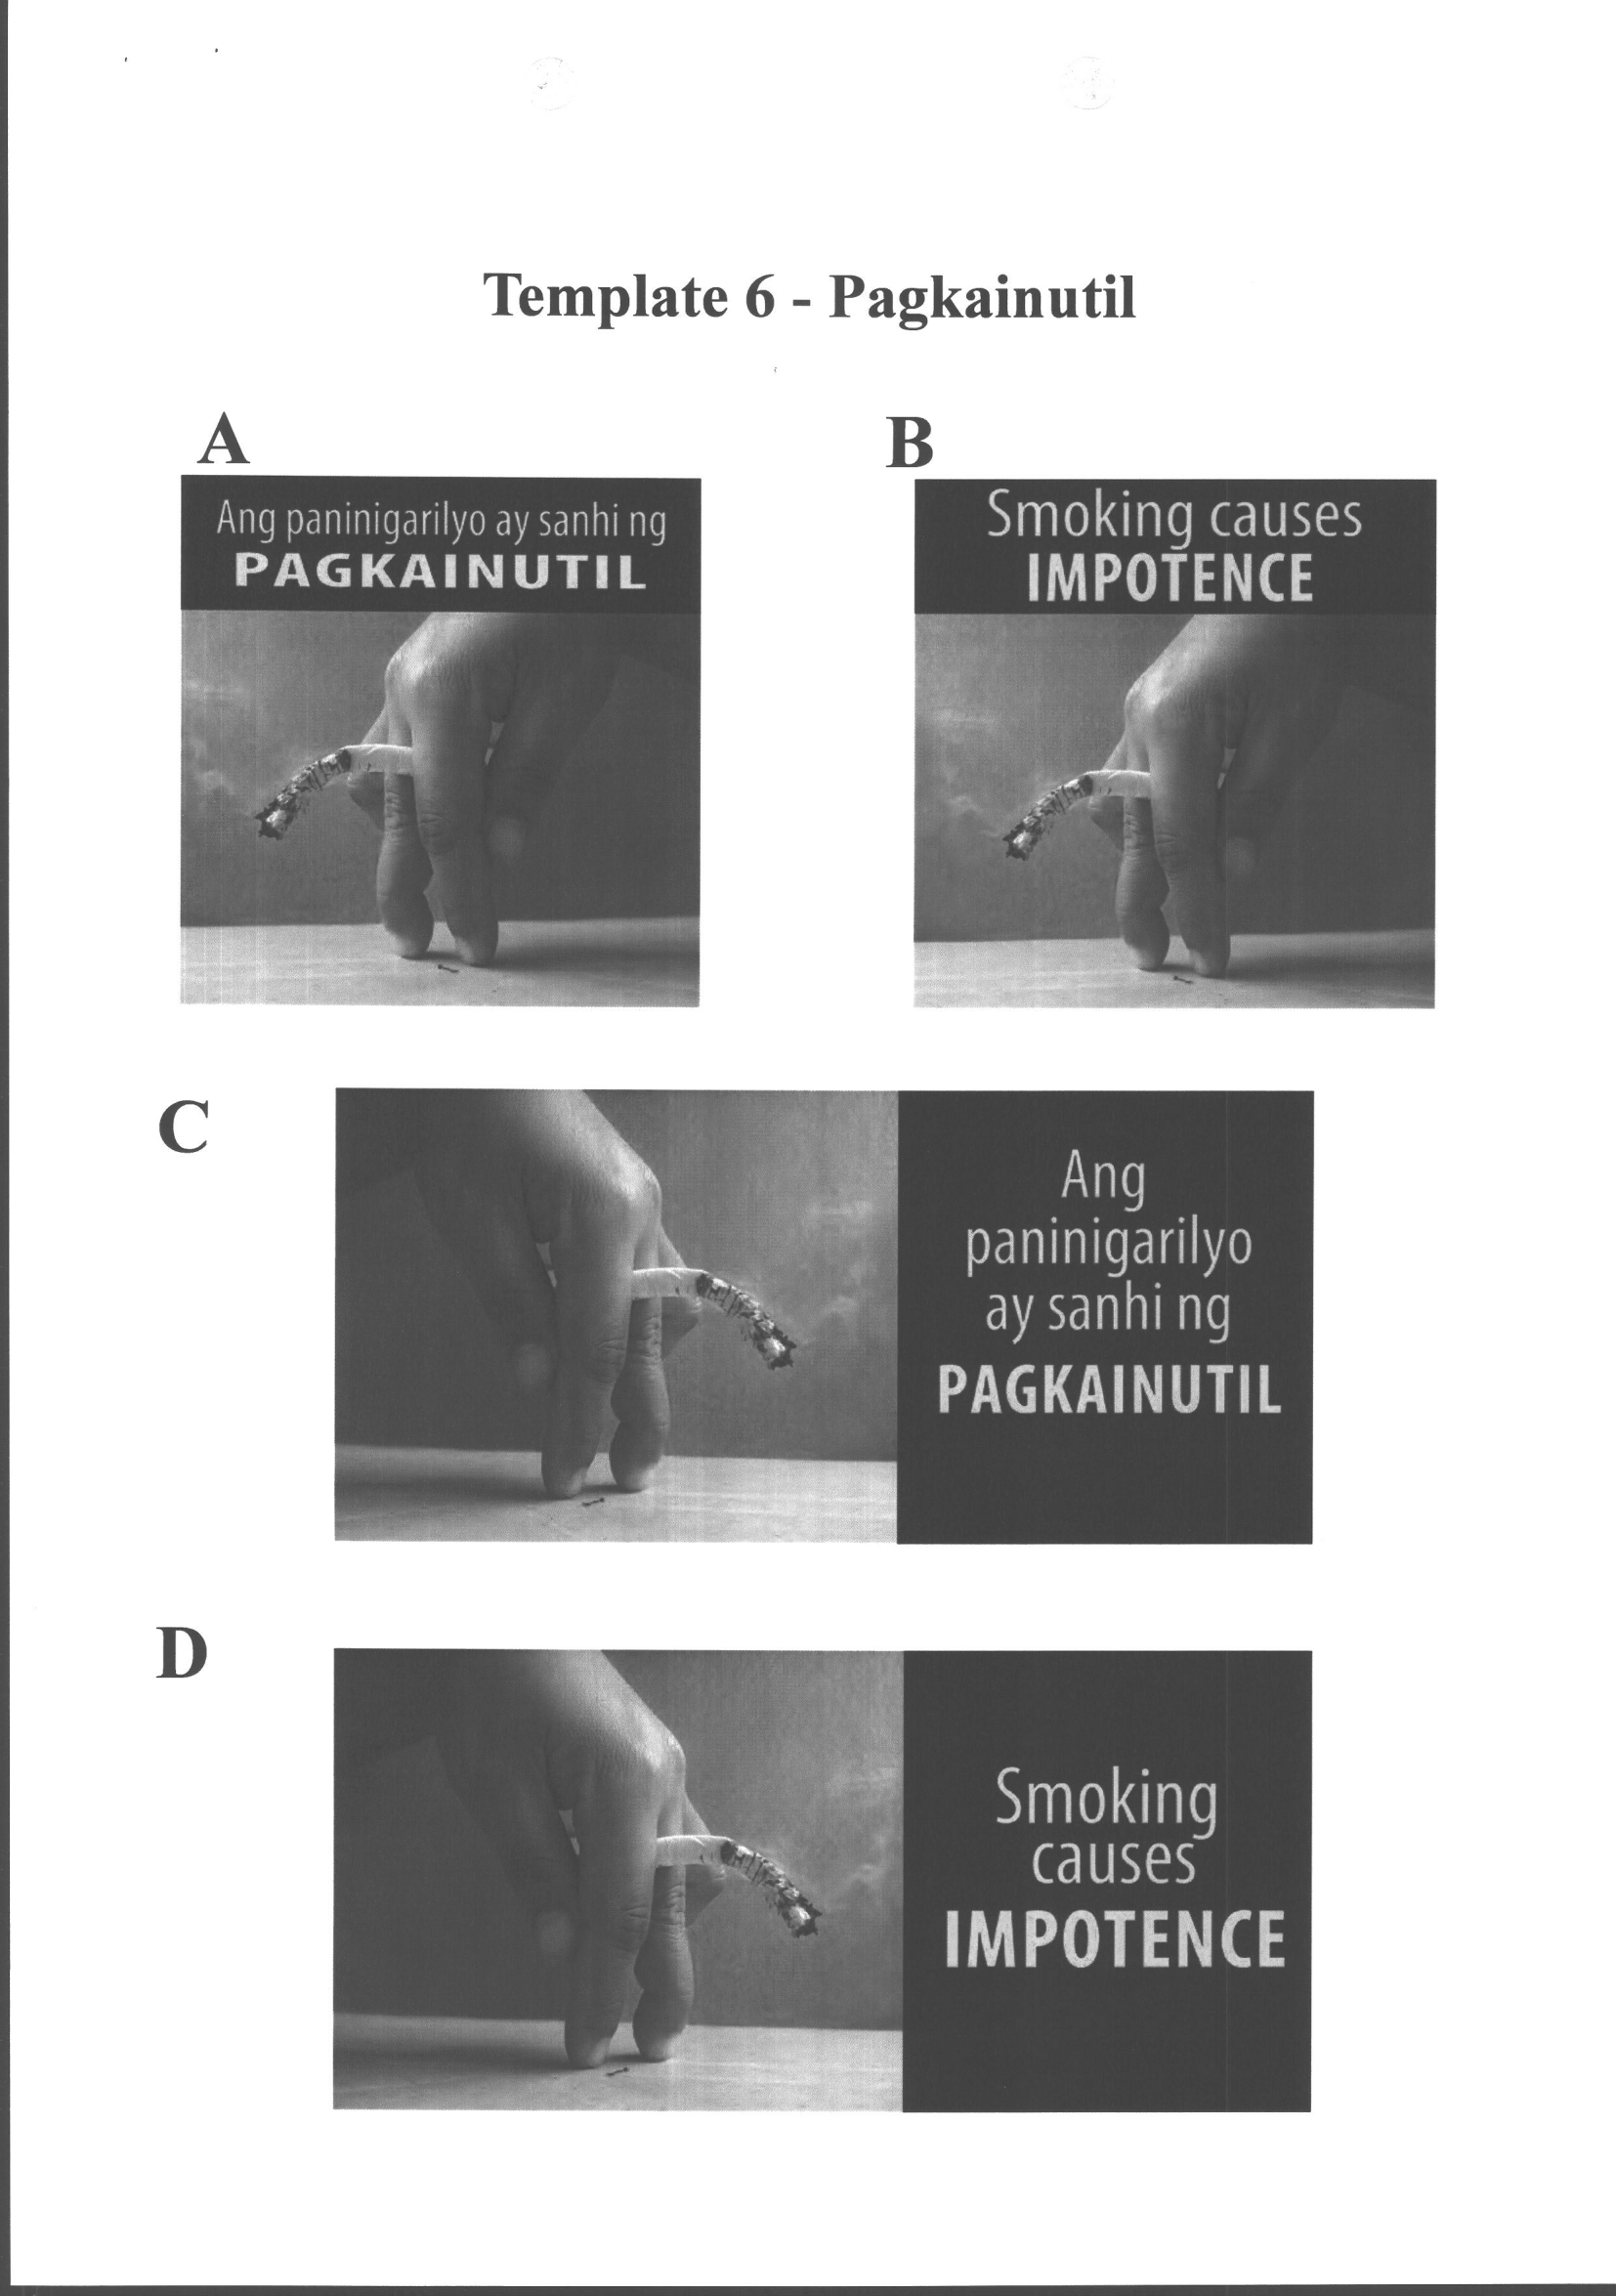 Template 6 - Pagkainutil
A
Ang paninigarilyo ay sanhi ng
PAGKAINUTIL
B
Smoking causes
IMPOTENCE
C
Ang
paninigarilyo
ay sanhi ng
PAGKAINUTIL
D
Smoking
causes
IMPOTENCE